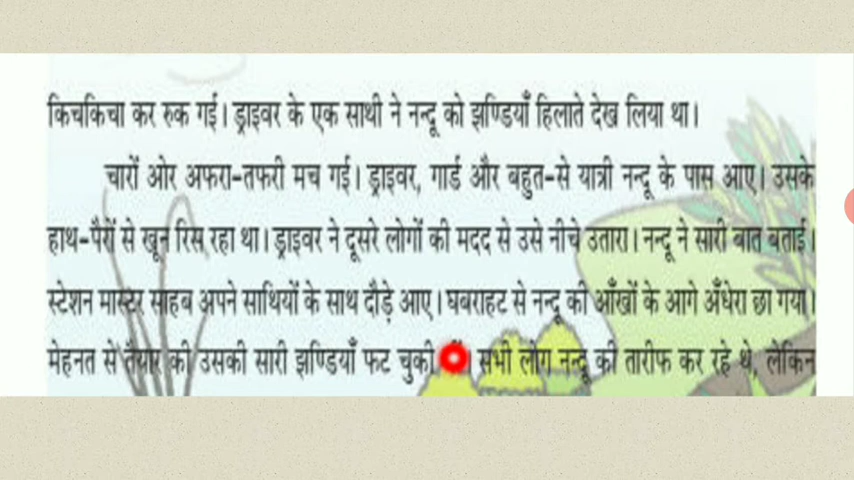 किचकिचा कर रुक गई। ड्राइवर के एक साथी ने नन्दू को झण्डियाँ हिलाते देख लिया था।
चारों ओर अफरा-तफरी मच गई। ड्राइवर, गार्ड और बहुत-से यात्री नन्दू के पास आए। उसके
हाथ-पैरों से खून रिस रहा था। ड्राइवर ने दूसरे लोगों की मदद से उसे नीचे उतारा। नन्दू ने सारी बात बताई।
स्टेशन मास्टर साहब अपने साथियों के साथ दौड़े आए। घबराहट से नन्दू की आँखों के आगे अँधेरा छा गया।
मेहनत से तैयार की उसकी सारी झण्डियाँ फट चुकी सभी लोग नन्दू की तारीफ कर रहे थे, लेकिन